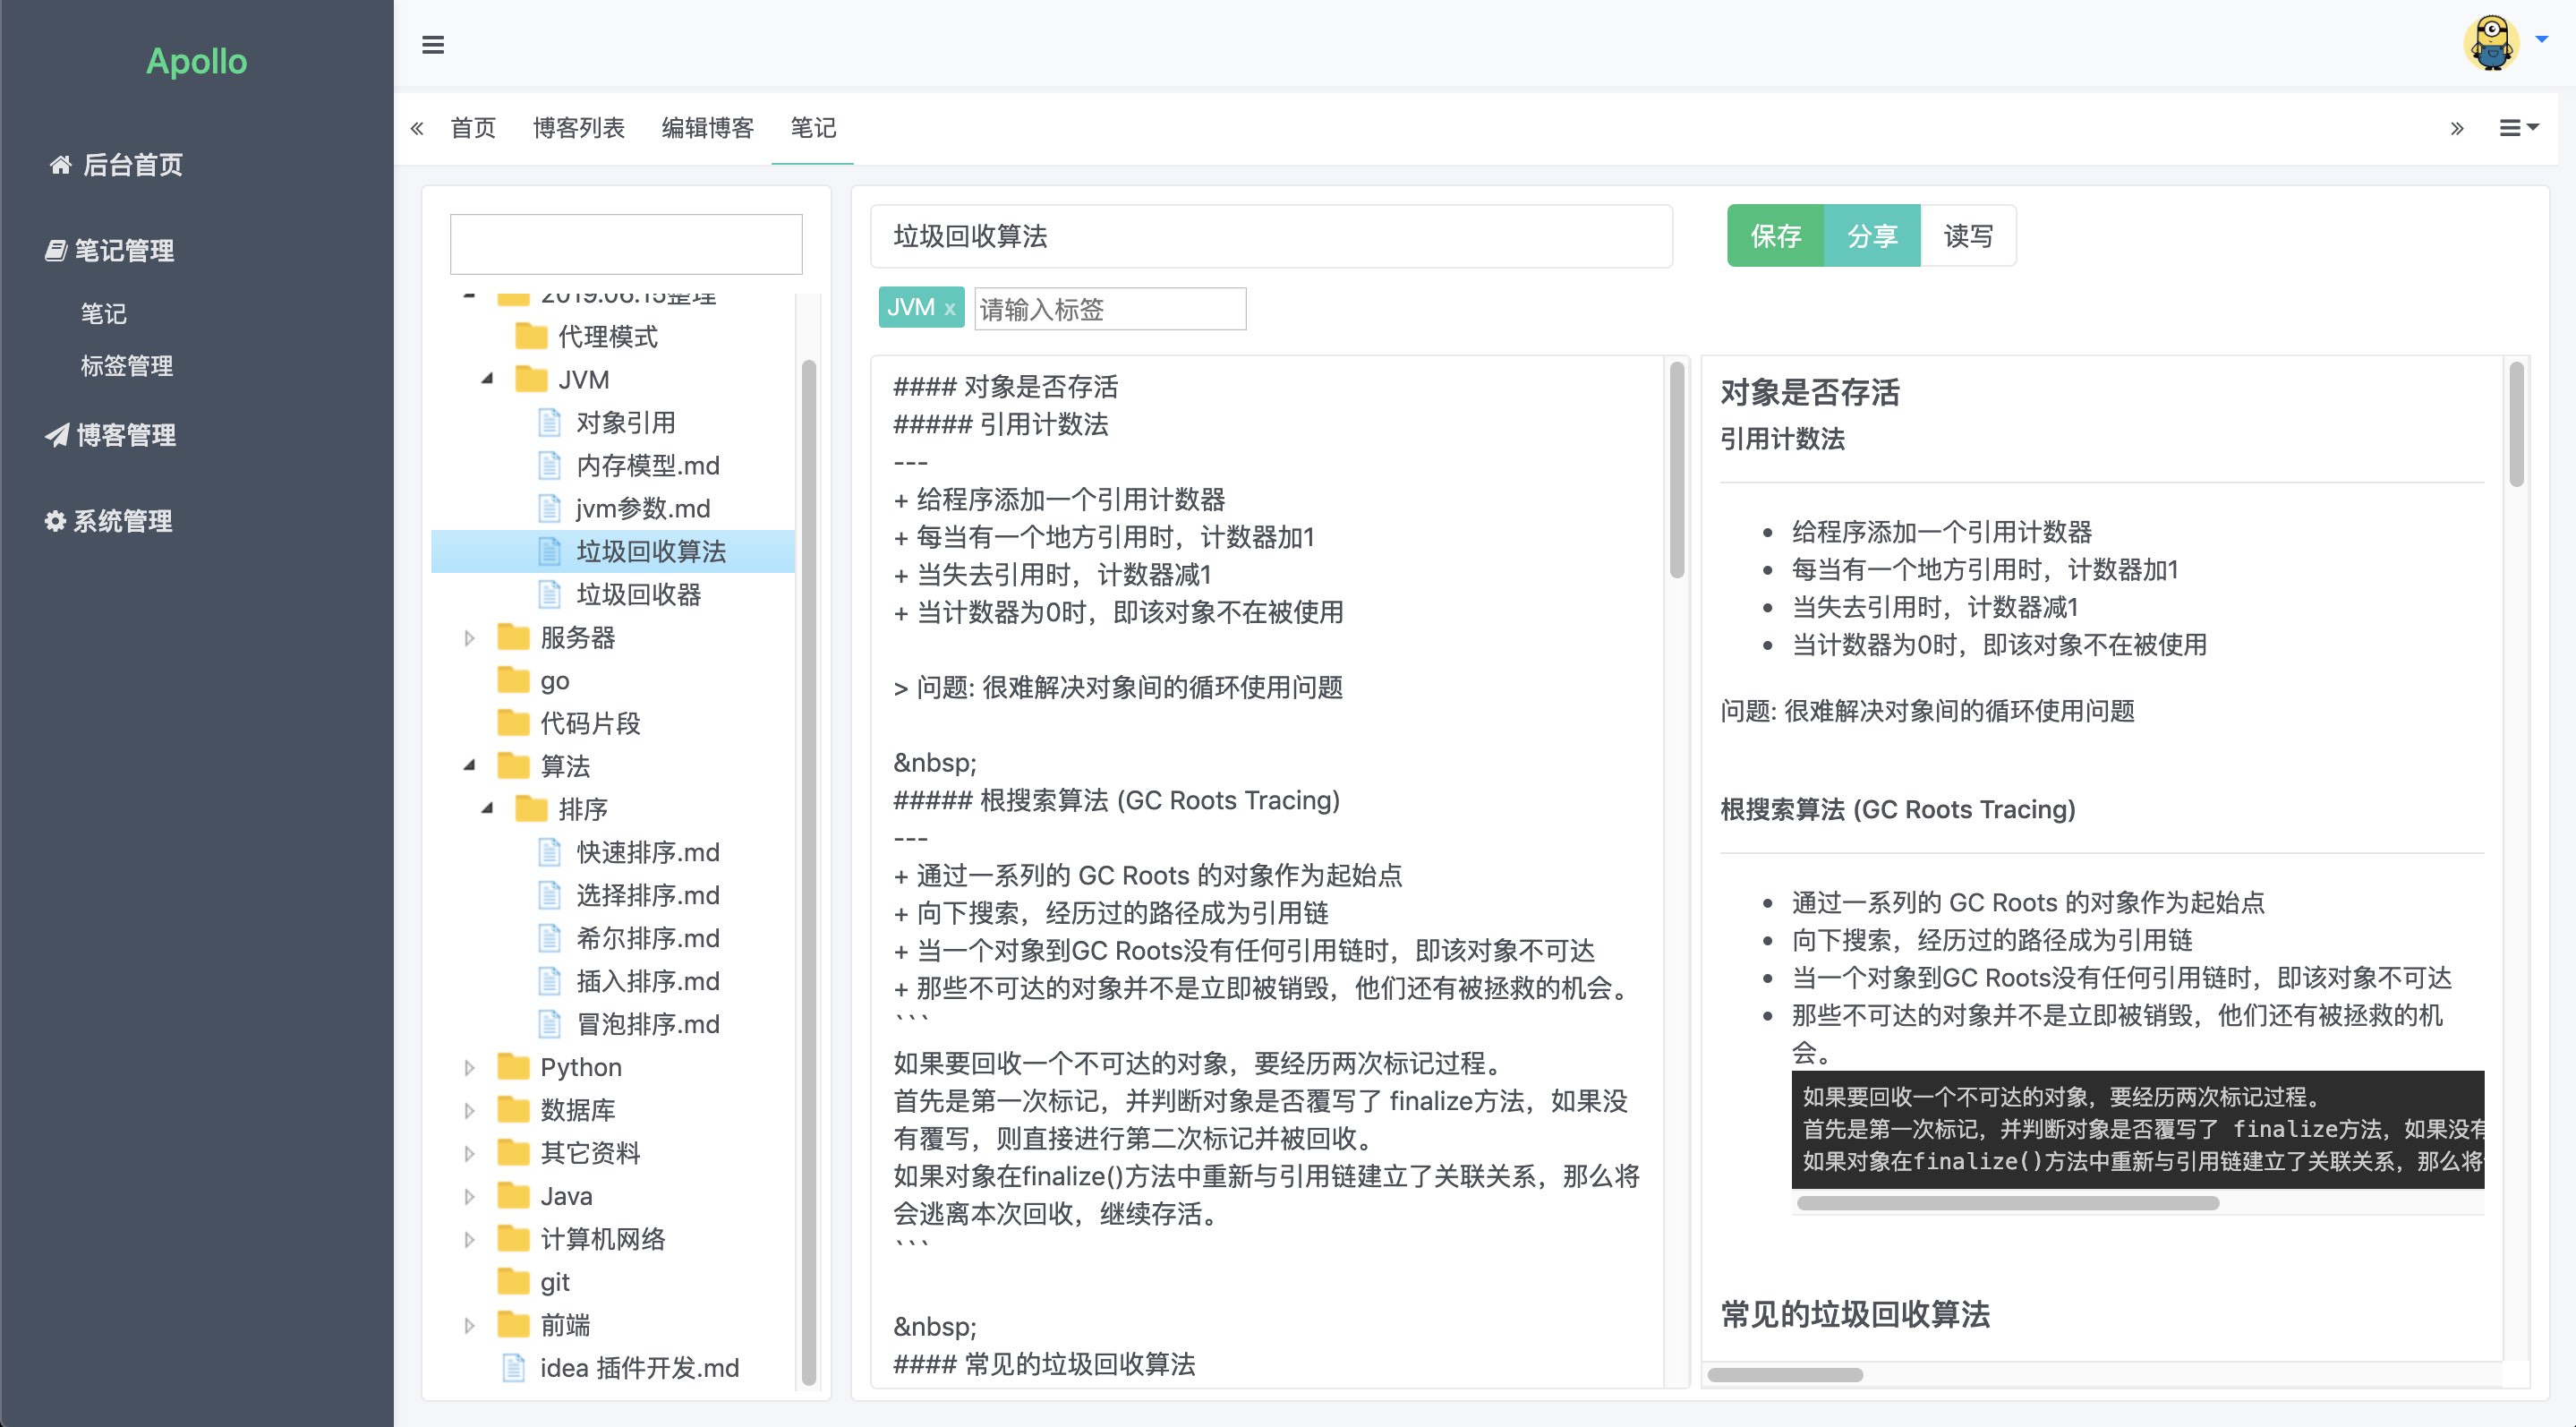 Apollo
后台首页
笔记管理
笔记
标签管理
博客管理
系统管理
首页
博客列表
编辑博客
笔记
2019.06.15整理
代理模式
JVM
对象引用
内存模型.md
jvm参数.md
垃圾回收算法
垃圾回收器
服务器
go
代码片段
算法
排序
快速排序.md
选择排序.md
希尔排序.md
插入排序.md
冒泡排序.md
Python
数据库
其它资料
Java
计算机网络
git
前端
idea 插件开发.md
垃圾回收算法
保存
分享
读写
JVM x
请输入标签
#### 对象是否存活
##### 引用计数法
---
+ 给程序添加一个引用计数器
+ 每当有一个地方引用时，计数器加1
+ 当失去引用时，计数器减1
+ 当计数器为0时，即该对象不在被使用
> 问题: 很难解决对象间的循环使用问题
&nbsp;
##### 根搜索算法 (GC Roots Tracing)
---
+ 通过一系列的 GC Roots 的对象作为起始点
+ 向下搜索，经历过的路径成为引用链
+ 当一个对象到GC Roots没有任何引用链时，即该对象不可达
+ 那些不可达的对象并不是立即被销毁，他们还有被拯救的机会。
```
如果要回收一个不可达的对象，要经历两次标记过程。
首先是第一次标记，并判断对象是否覆写了 finalize方法，如果没
有覆写，则直接进行第二次标记并被回收。
如果对象在finalize()方法中重新与引用链建立了关联关系，那么将
会逃离本次回收，继续存活。
```
&nbsp;
#### 常见的垃圾回收算法
对象是否存活
引用计数法
给程序添加一个引用计数器
每当有一个地方引用时，计数器加1
当失去引用时，计数器减1
当计数器为0时，即该对象不在被使用
问题: 很难解决对象间的循环使用问题
根搜索算法 (GC Roots Tracing)
通过一系列的 GC Roots 的对象作为起始点
向下搜索，经历过的路径成为引用链
当一个对象到GC Roots没有任何引用链时，即该对象不可达
那些不可达的对象并不是立即被销毁，他们还有被拯救的机
会。
如果要回收一个不可达的对象，要经历两次标记过程。
首先是第一次标记，并判断对象是否覆写了 finalize方法，如果没有
如果对象在finalize()方法中重新与引用链建立了关联关系，那么将
常见的垃圾回收算法